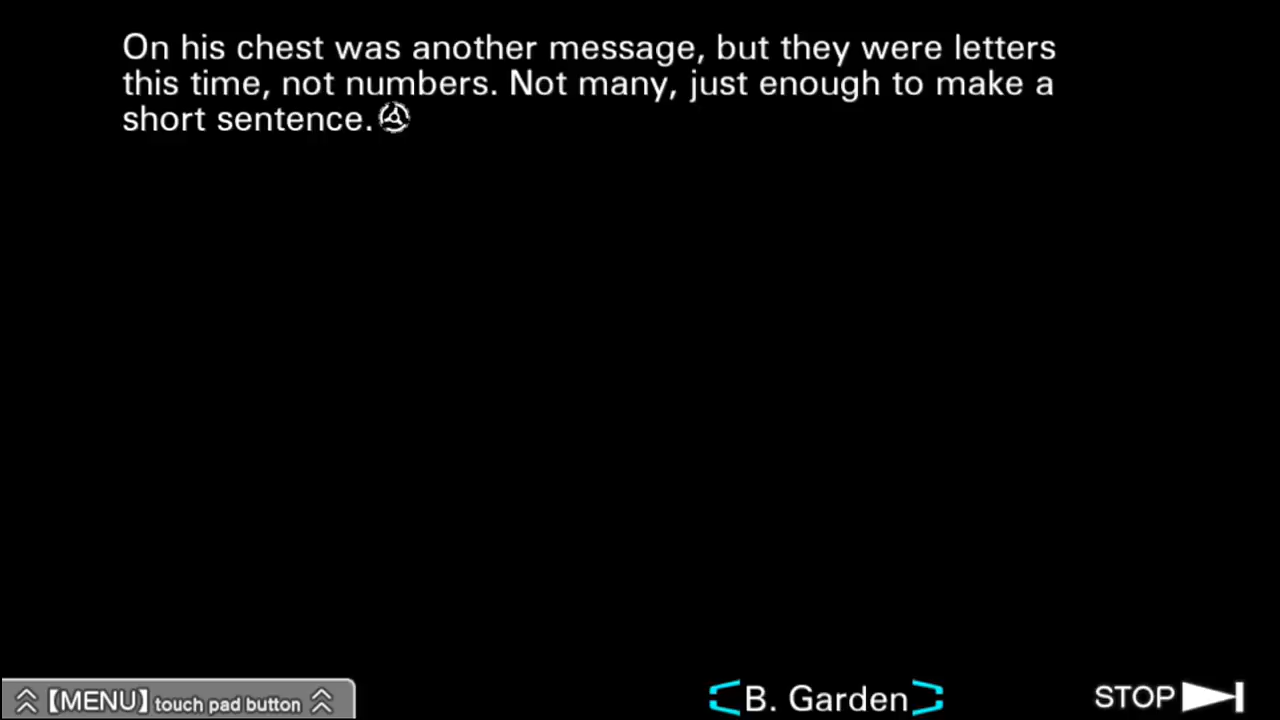 On his chest was another message, but they were letters
this time, not numbers. Not many, just enough to make a
short sentence.
【MENU】 touch pad button
B. Garden
STOP